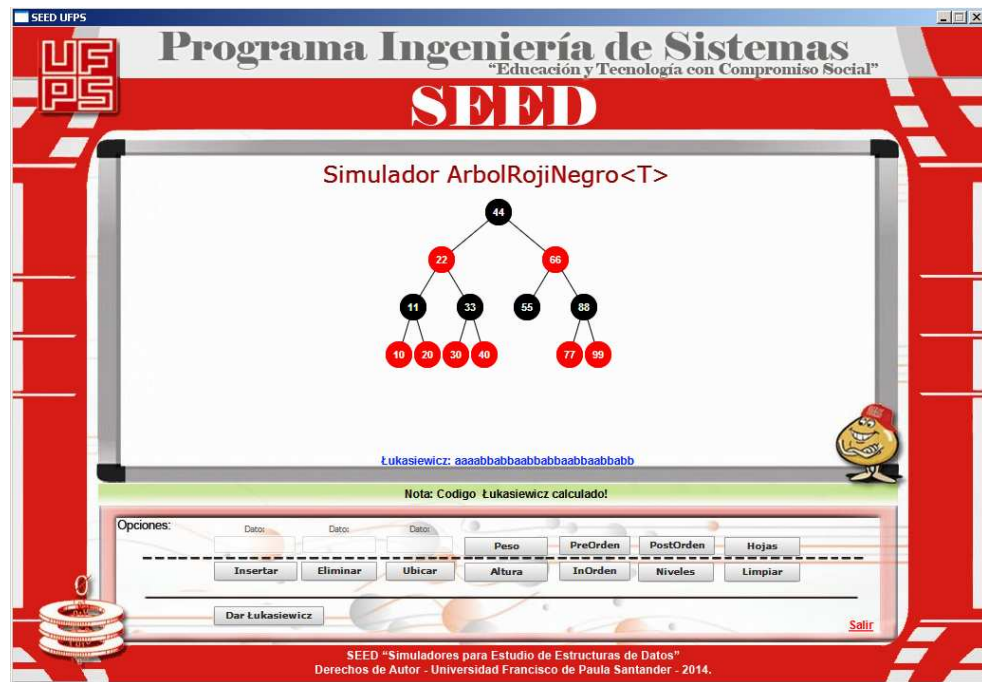 SEED UFPS
UF
PS
Programa Ingeniería de Sistemas
“Educación y Tecnología con Compromiso Social”
SEED
Simulador ArbolRojiNegro<T>
44
22 66
11 33 55 88
10 20 30 40 77 99
Łukasiewicz: aaaabbabbaabbabbaabbaabbabb
Nota: Codigo Łukasiewicz calculado!
Opciones:
Dato: Dato: Dato:
Peso PreOrden PostOrden Hojas
Insertar Eliminar Ubicar Altura InOrden Niveles Limpiar
Dar Łukasiewicz
Salir
SEED “Simuladores para Estudio de Estructuras de Datos”
Derechos de Autor - Universidad Francisco de Paula Santander - 2014.